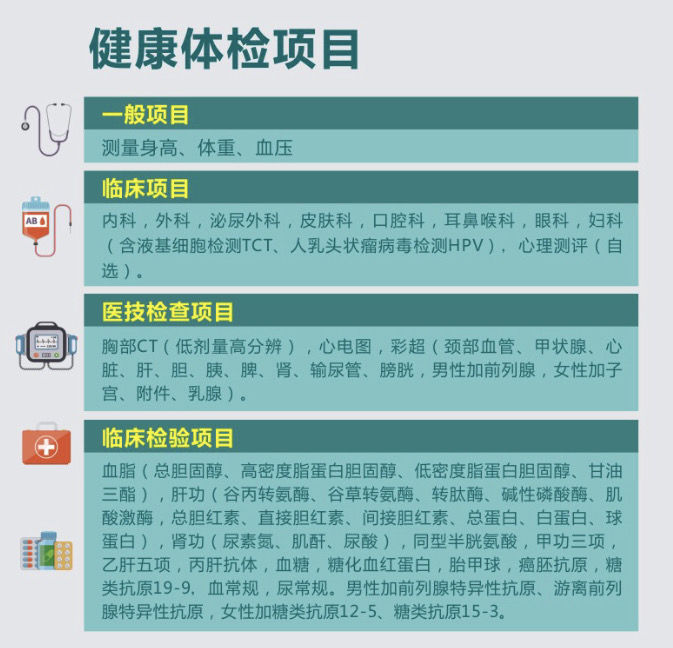 健康体检项目
一般项目
测量身高、体重、血压
AB
临床项目
内科，外科，泌尿外科，皮肤科，口腔科，耳鼻喉科，眼科，妇科
（含液基细胞检测TCT、人乳头状瘤病毒检测HPV），心理测评（自
选）。
医技检查项目
胸部CT（低剂量高分辨），心电图，彩超（颈部血管、甲状腺、心
脏、肝、胆、胰、脾、肾、输尿管、膀胱，男性加前列腺，女性加子
宫、附件、乳腺）。
临床检验项目
血脂（总胆固醇、高密度脂蛋白胆固醇、低密度脂蛋白胆固醇、甘油
三酯），肝功（谷丙转氨酶、谷草转氨酶、转肽酶、碱性磷酸酶、肌
酸激酶，总胆红素、直接胆红素、间接胆红素、总蛋白、白蛋白、球
蛋白），肾功（尿素氮、肌酐、尿酸），同型半胱氨酸，甲功三项，
乙肝五项，丙肝抗体，血糖，糖化血红蛋白，胎甲球，癌胚抗原，糖
类抗原19-9，血常规，尿常规。男性加前列腺特异性抗原、游离前列
腺特异性抗原，女性加糖类抗原12-5、糖类抗原15-3。